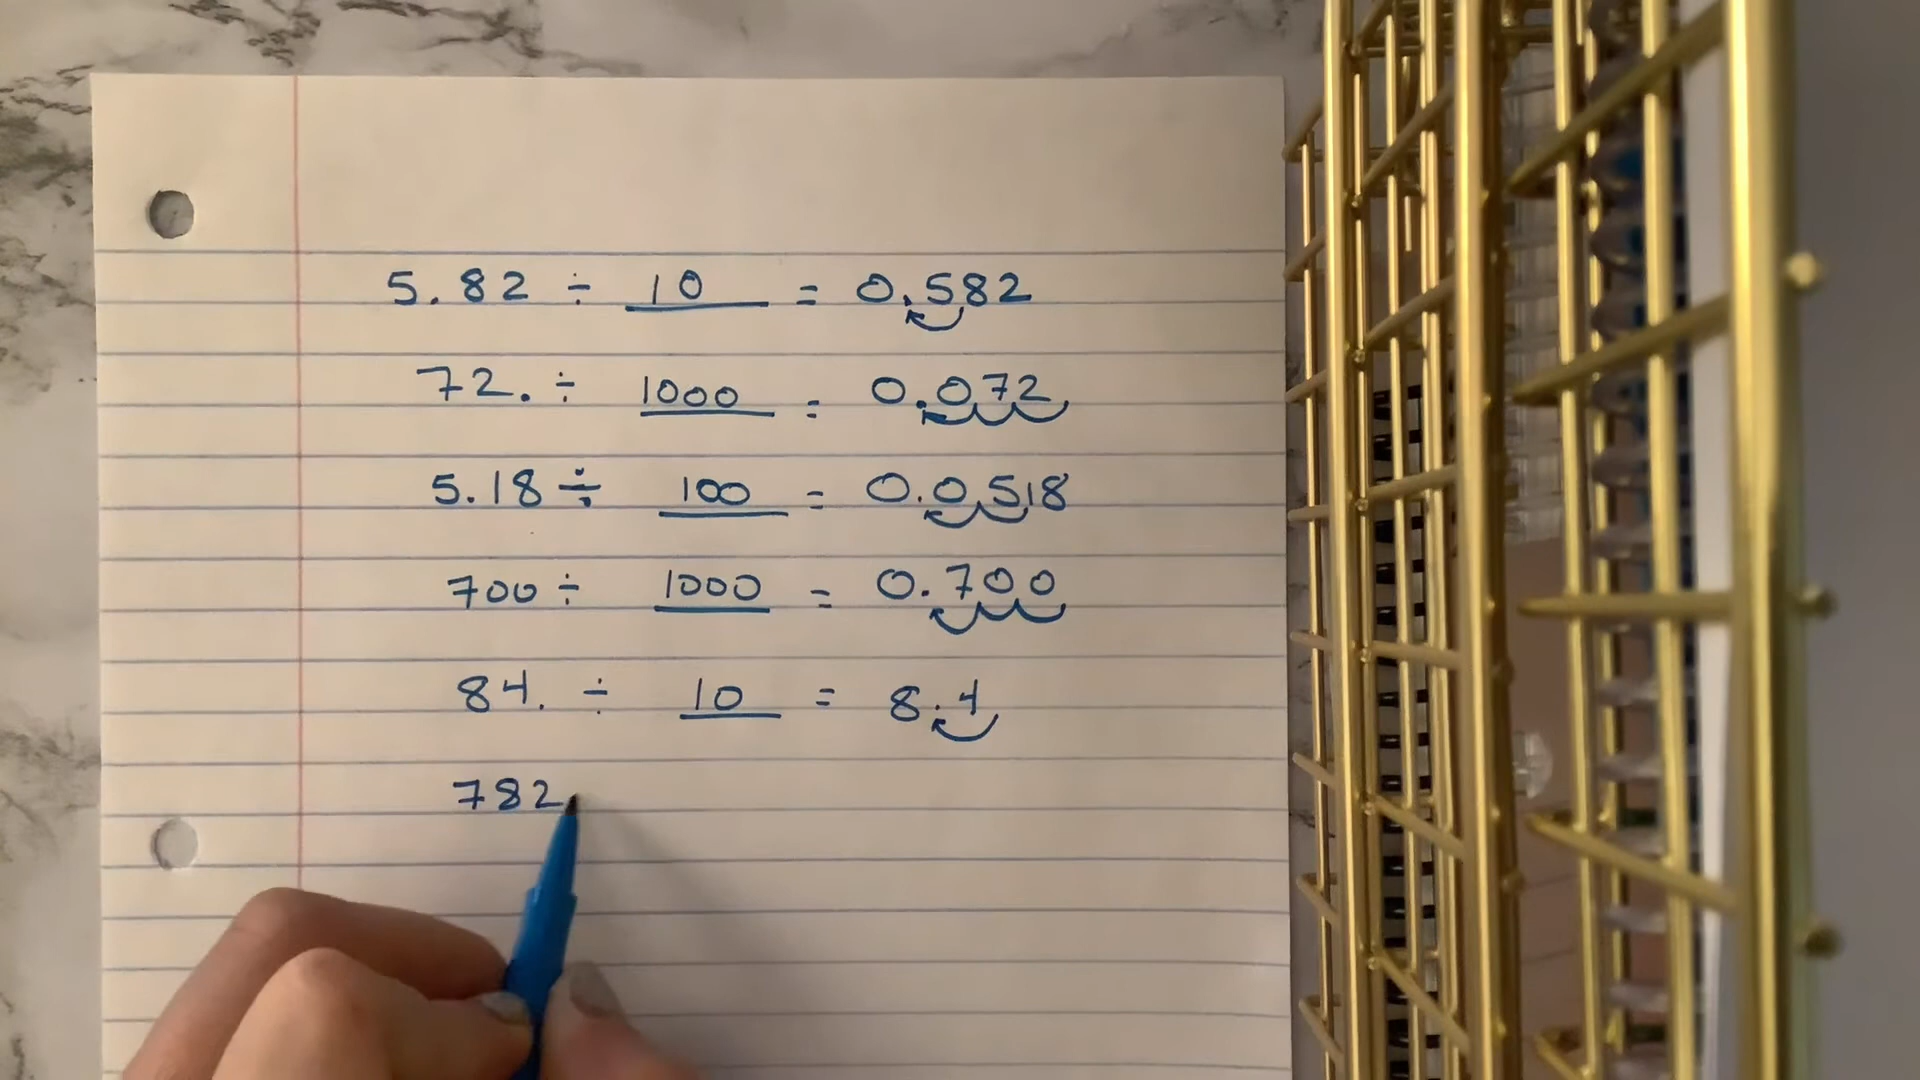 5.82 ÷ 10 = 0.582
72. ÷ 1000 = 0.072
5.18 ÷ 100 = 0.0518
700 ÷ 1000 = 0.700
84. ÷ 10 = 8.4
782